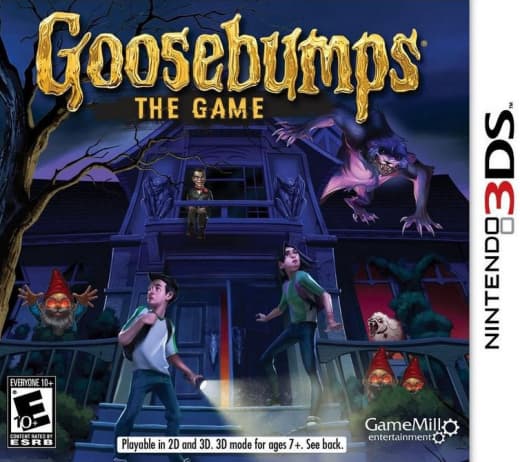 Goosebumps®
THE GAME
NINTENDO 3DS
EVERYONE 10+
E
10+
CONTENT RATED BY
ESRB
Playable in 2D and 3D. 3D mode for ages 7+. See back.
GameMill
entertainment